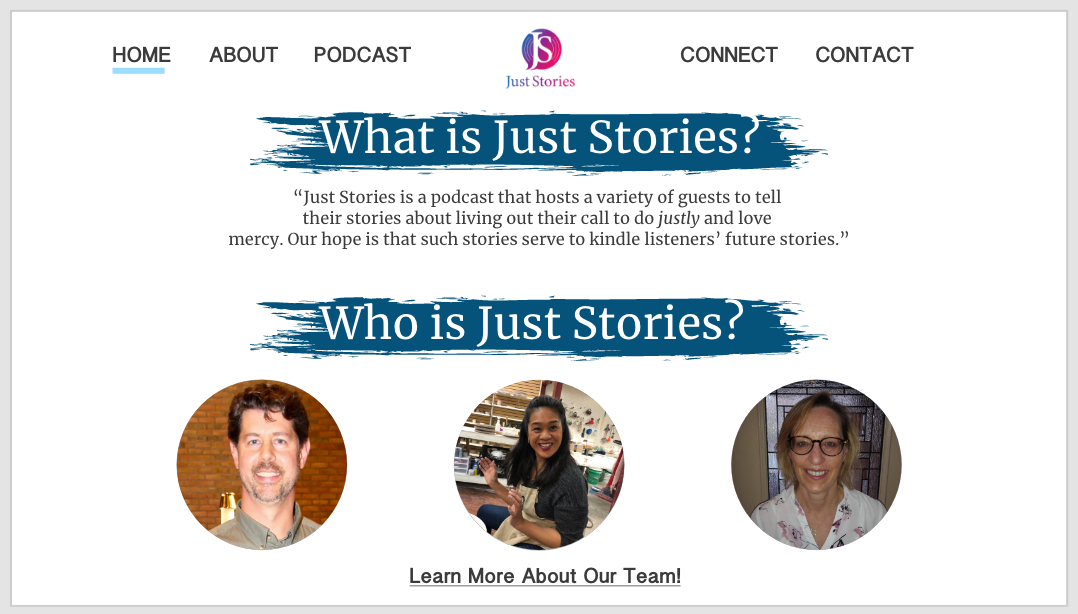 HOME ABOUT PODCAST JS CONNECT CONTACT
Just Stories
What is Just Stories?
“Just Stories is a podcast that hosts a variety of guests to tell
their stories about living out their call to do justly and love
mercy. Our hope is that such stories serve to kindle listeners’ future stories.”
Who is Just Stories?
Learn More About Our Team!